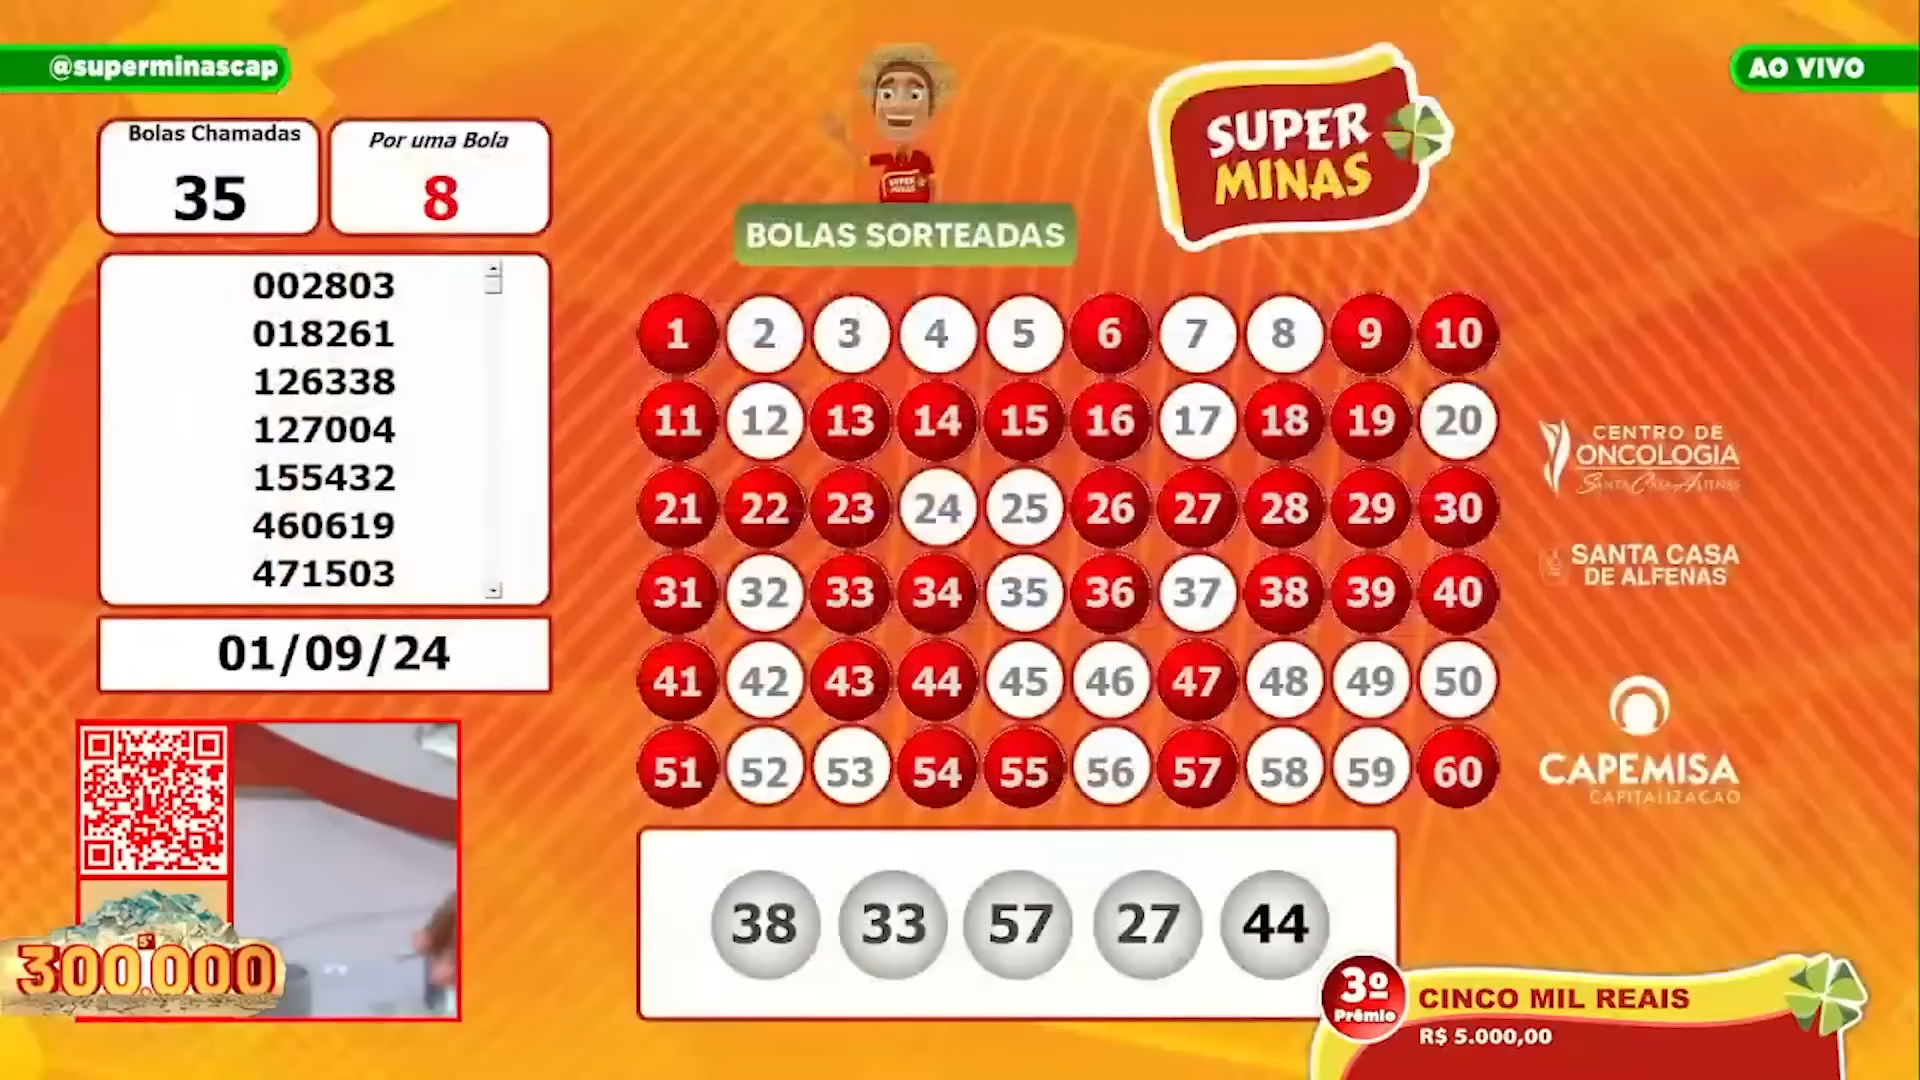 @superminascap
AO VIVO
Bolas Chamadas
35
Por uma Bola
8
SUPER
MINAS
BOLAS SORTEADAS
002803
018261
126338
127004
155432
460619
471503
01/09/24
1 2 3 4 5 6 7 8 9 10
11 12 13 14 15 16 17 18 19 20
21 22 23 24 25 26 27 28 29 30
31 32 33 34 35 36 37 38 39 40
41 42 43 44 45 46 47 48 49 50
51 52 53 54 55 56 57 58 59 60
CENTRO DE
ONCOLOGIA
SANTA CASA ALFENAS
SANTA CASA
DE ALFENAS
CAPEMISA
CAPITALIZAÇÃO
5º
300.000
38 33 57 27 44
3º
Prêmio
CINCO MIL REAIS
R$ 5.000,00